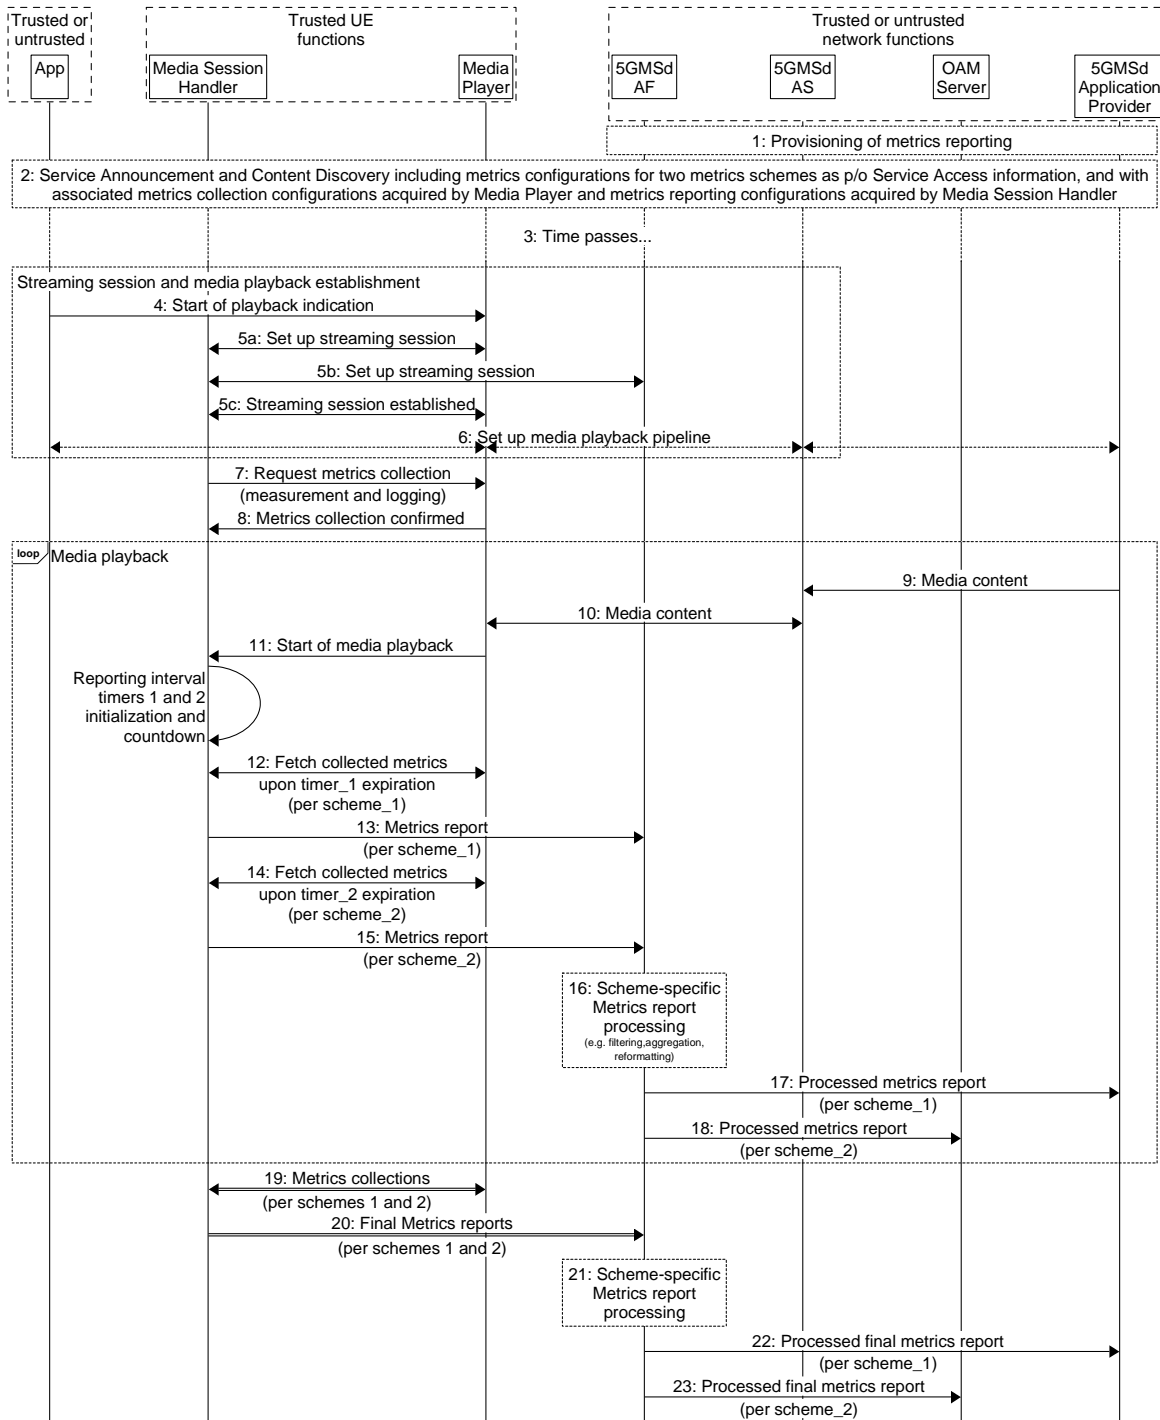 Trusted or
untrusted
Trusted UE
functions
Trusted or untrusted
network functions
App
Media Session
Handler
Media
Player
5GMSd
AF
5GMSd
AS
OAM
Server
5GMSd
Application
Provider
1: Provisioning of metrics reporting
2: Service Announcement and Content Discovery including metrics configurations for two metrics schemes as p/o Service Access information, and with
associated metrics collection configurations acquired by Media Player and metrics reporting configurations acquired by Media Session Handler
3: Time passes...
Streaming session and media playback establishment
4: Start of playback indication
5a: Set up streaming session
5b: Set up streaming session
5c: Streaming session established
6: Set up media playback pipeline
7: Request metrics collection
(measurement and logging)
8: Metrics collection confirmed
loop
Media playback
9: Media content
10: Media content
11: Start of media playback
Reporting interval
timers 1 and 2
initialization and
countdown
12: Fetch collected metrics
upon timer_1 expiration
(per scheme_1)
13: Metrics report
(per scheme_1)
14: Fetch collected metrics
upon timer_2 expiration
(per scheme_2)
15: Metrics report
(per scheme_2)
16: Scheme-specific
Metrics report
processing
(e.g. filtering,aggregation,
reformatting)
17: Processed metrics report
(per scheme_1)
18: Processed metrics report
(per scheme_2)
19: Metrics collections
(per schemes 1 and 2)
20: Final Metrics reports
(per schemes 1 and 2)
21: Scheme-specific
Metrics report
processing
22: Processed final metrics report
(per scheme_1)
23: Processed final metrics report
(per scheme_2)